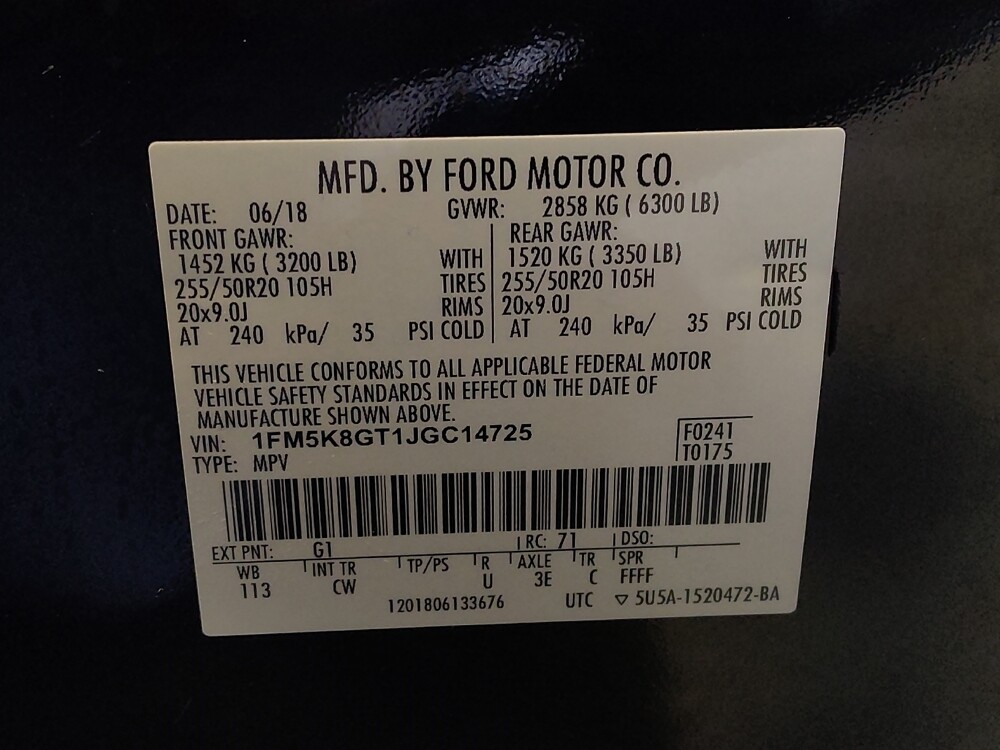 MFD. BY FORD MOTOR CO.
DATE: 06/18 GVWR: 2858 KG ( 6300 LB)
FRONT GAWR: REAR GAWR:
1452 KG ( 3200 LB) WITH 1520 KG ( 3350 LB) WITH
255/50R20 105H TIRES 255/50R20 105H TIRES
20x9.0J RIMS 20x9.0J RIMS
AT 240 kPa/ 35 PSI COLD AT 240 kPa/ 35 PSI COLD
THIS VEHICLE CONFORMS TO ALL APPLICABLE FEDERAL MOTOR
VEHICLE SAFETY STANDARDS IN EFFECT ON THE DATE OF
MANUFACTURE SHOWN ABOVE.
VIN: 1FM5K8GT1JGC14725 F0241
TYPE: MPV T0175
EXT PNT: G1 RC: 71 DSO:
WB INT TR TP/PS R AXLE TR SPR
113 CW U 3E C FFFF
1201806133676 UTC ▽ 5U5A-1520472-BA